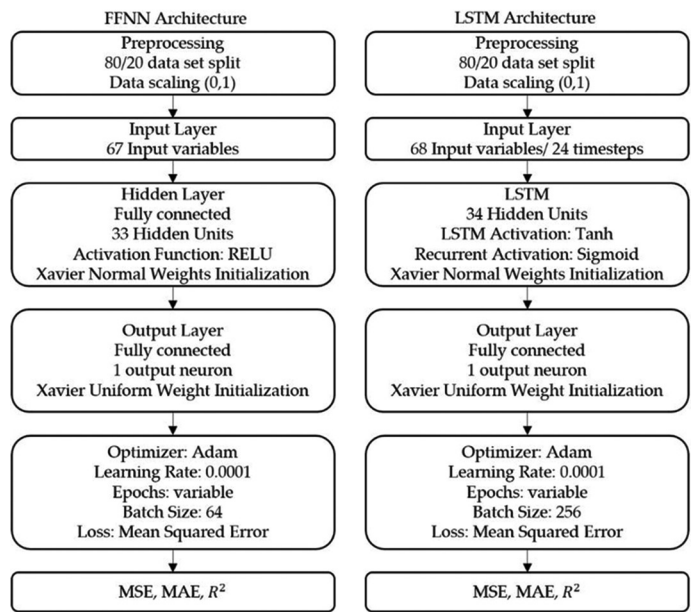 FFNN Architecture
Preprocessing
80/20 data set split
Data scaling (0,1)
Input Layer
67 Input variables
Hidden Layer
Fully connected
33 Hidden Units
Activation Function: RELU
Xavier Normal Weights Initialization
Output Layer
Fully connected
1 output neuron
Xavier Uniform Weight Initialization
Optimizer: Adam
Learning Rate: 0.0001
Epochs: variable
Batch Size: 64
Loss: Mean Squared Error
MSE, MAE, R²
LSTM Architecture
Preprocessing
80/20 data set split
Data scaling (0,1)
Input Layer
68 Input variables/ 24 timesteps
LSTM
34 Hidden Units
LSTM Activation: Tanh
Recurrent Activation: Sigmoid
Xavier Normal Weights Initialization
Output Layer
Fully connected
1 output neuron
Xavier Uniform Weight Initialization
Optimizer: Adam
Learning Rate: 0.0001
Epochs: variable
Batch Size: 256
Loss: Mean Squared Error
MSE, MAE, R²